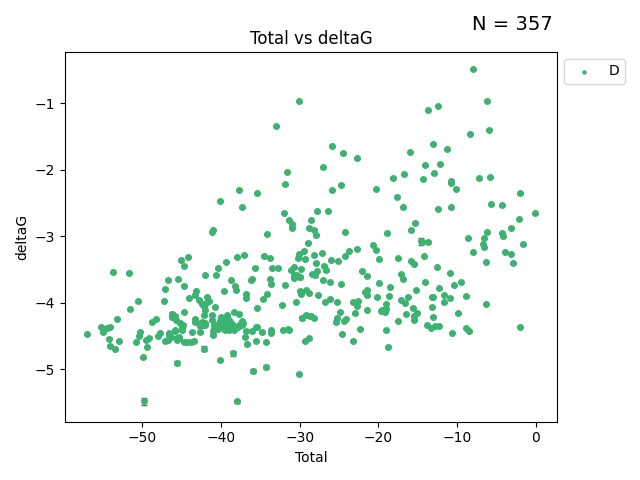 N = 357
Total vs deltaG
D
deltaG
−1
−2
−3
−4
−5
−50 −40 −30 −20 −10 0
Total